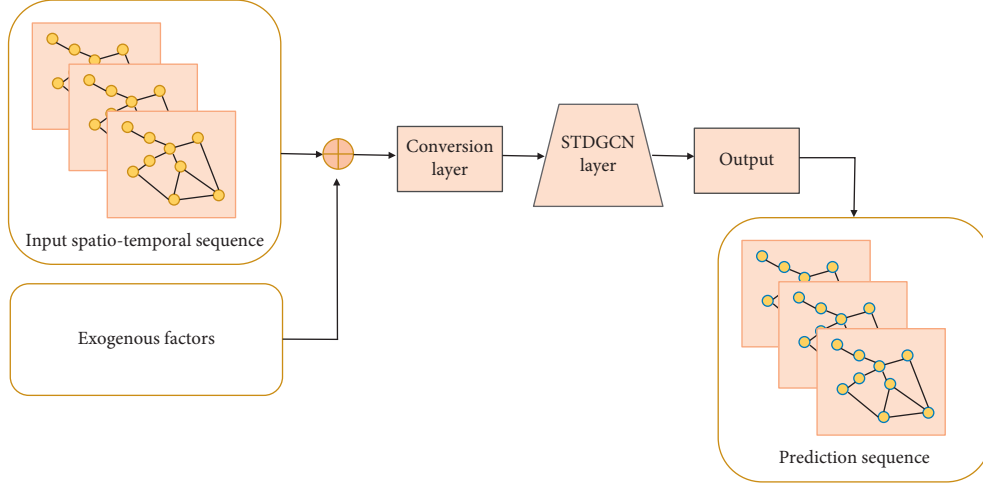 Input spatio-temporal sequence
Exogenous factors
Conversion
layer
STDGCN
layer
Output
Prediction sequence